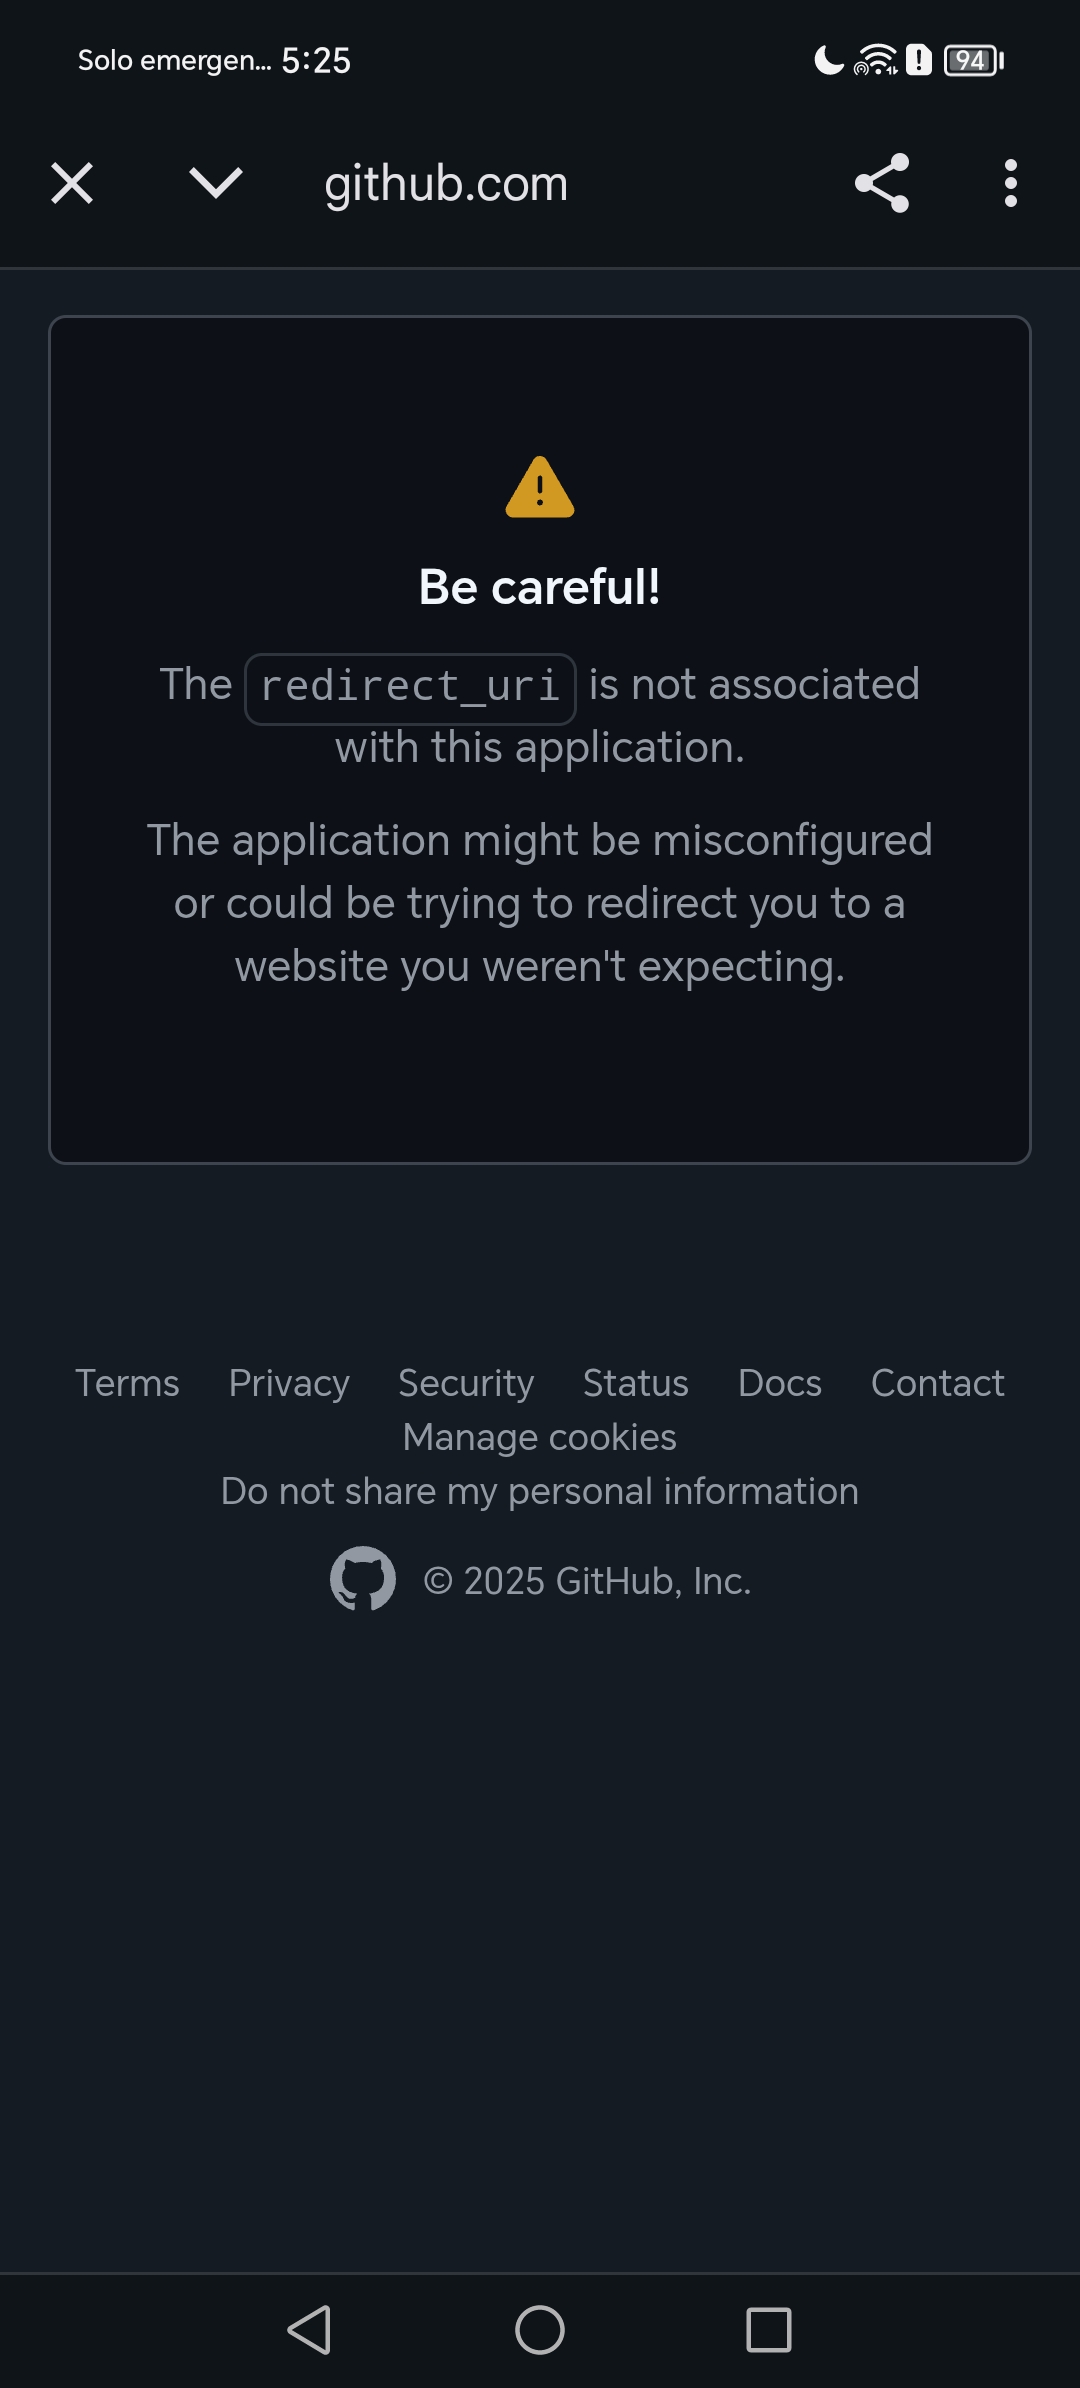 Solo emergen... 5:25 94
github.com
Be careful!
The redirect_uri is not associated
with this application.
The application might be misconfigured
or could be trying to redirect you to a
website you weren't expecting.
Terms Privacy Security Status Docs Contact
Manage cookies
Do not share my personal information
© 2025 GitHub, Inc.